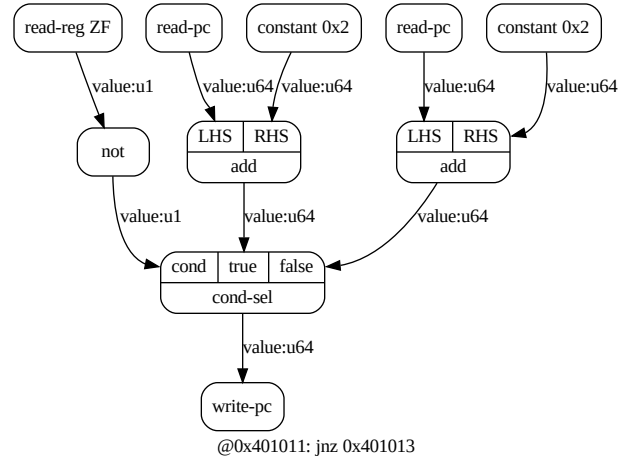 read-reg ZF
read-pc
constant 0x2
read-pc
constant 0x2
value:u1
value:u64
value:u64
value:u64
value:u64
not
LHS
RHS
add
LHS
RHS
add
value:u1
value:u64
value:u64
cond
true
false
cond-sel
value:u64
write-pc
@0x401011: jnz 0x401013